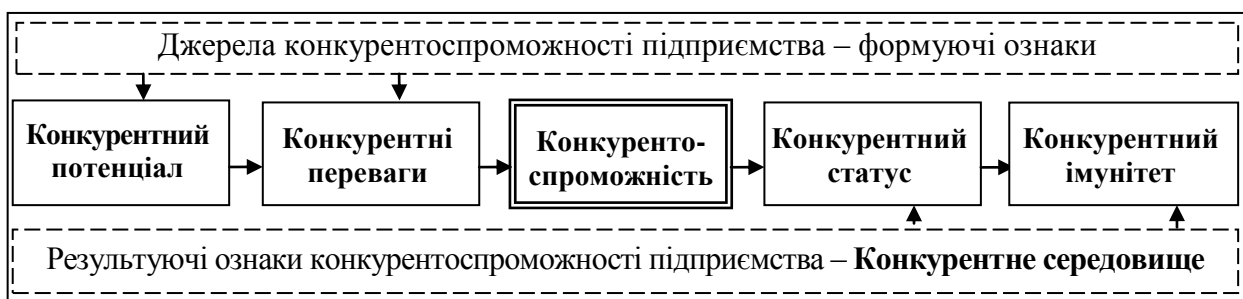 Джерела конкурентоспроможності підприємства – формуючі ознаки
Конкурентний
потенціал
Конкурентні
переваги
Конкуренто-
спроможність
Конкурентний
статус
Конкурентний
імунітет
Результуючі ознаки конкурентоспроможності підприємства – Конкурентне середовище